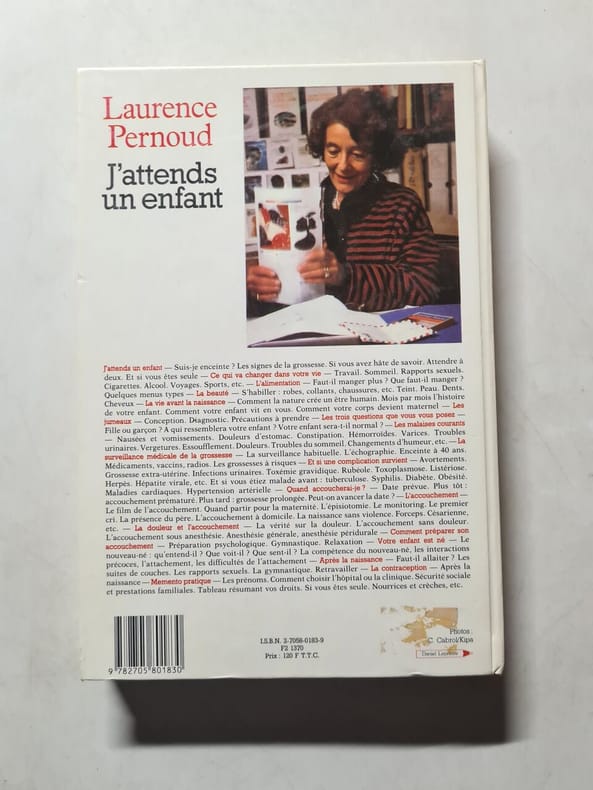 Laurence
Pernoud
J'attends
un enfant
J'attends un enfant — Suis-je enceinte ? Les signes de la grossesse. Si vous avez hâte de savoir. Attendre à
deux. Et si vous êtes seule — Ce qui va changer dans votre vie — Travail. Sommeil. Rapports sexuels.
Cigarettes. Alcool. Voyages. Sports, etc. — L'alimentation — Faut-il manger plus ? Que faut-il manger ?
Quelques menus types — La beauté — S'habiller : robes, collants, chaussures, etc. Teint. Peau. Dents.
Cheveux — La vie avant la naissance — Comment la nature crée un être humain. Mois par mois l'histoire
de votre enfant. Comment votre enfant vit en vous. Comment votre corps devient maternel — Les
jumeaux — Conception. Diagnostic. Précautions à prendre — Les trois questions que vous vous posez —
Fille ou garçon ? A qui ressemblera votre enfant ? Votre enfant sera-t-il normal ? — Les malaises courants
— Nausées et vomissements. Douleurs d'estomac. Constipation. Hémorroïdes. Varices. Troubles
urinaires. Vergetures. Essoufflement. Douleurs. Troubles du sommeil. Changements d'humeur, etc. — La
surveillance médicale de la grossesse — La surveillance habituelle. L'échographie. Enceinte à 40 ans.
Médicaments, vaccins, radios. Les grossesses à risques — Et si une complication survient — Avortements.
Grossesse extra-utérine. Infections urinaires. Toxémie gravidique. Rubéole. Toxoplasmose. Listériose.
Herpès. Hépatite virale, etc. Et si vous étiez malade avant : tuberculose. Syphilis. Diabète. Obésité.
Maladies cardiaques. Hypertension artérielle — Quand accoucherai-je ? — Date prévue. Plus tôt :
accouchement prématuré. Plus tard : grossesse prolongée. Peut-on avancer la date ? — L'accouchement —
Le film de l'accouchement. Quand partir pour la maternité. L'épisiotomie. Le monitoring. Le premier
cri. La présence du père. L'accouchement à domicile. La naissance sans violence. Forceps. Césarienne,
etc. — La douleur et l'accouchement — La vérité sur la douleur. L'accouchement sans douleur.
L'accouchement sous anesthésie. Anesthésie générale, anesthésie péridurale — Comment préparer son
accouchement — Préparation psychologique. Gymnastique. Relaxation — Votre enfant est né — Le
nouveau-né : qu'entend-il ? Que voit-il ? Que sent-il ? La compétence du nouveau-né, les interactions
précoces, l'attachement, les difficultés de l'attachement — Après la naissance — Faut-il allaiter ? Les
suites de couches. Les rapports sexuels. La gymnastique. Retravailler — La contraception — Après la
naissance — Memento pratique — Les prénoms. Comment choisir l'hôpital ou la clinique. Sécurité sociale
et prestations familiales. Tableau résumant vos droits. Si vous êtes seule. Nourrices et crèches, etc.
I.S.B.N. 2-7058-0183-9
F2 1370
Prix : 120 F T.T.C.
Photos :
C. Cabrol/Kipa
Daniel
9 782705 801830